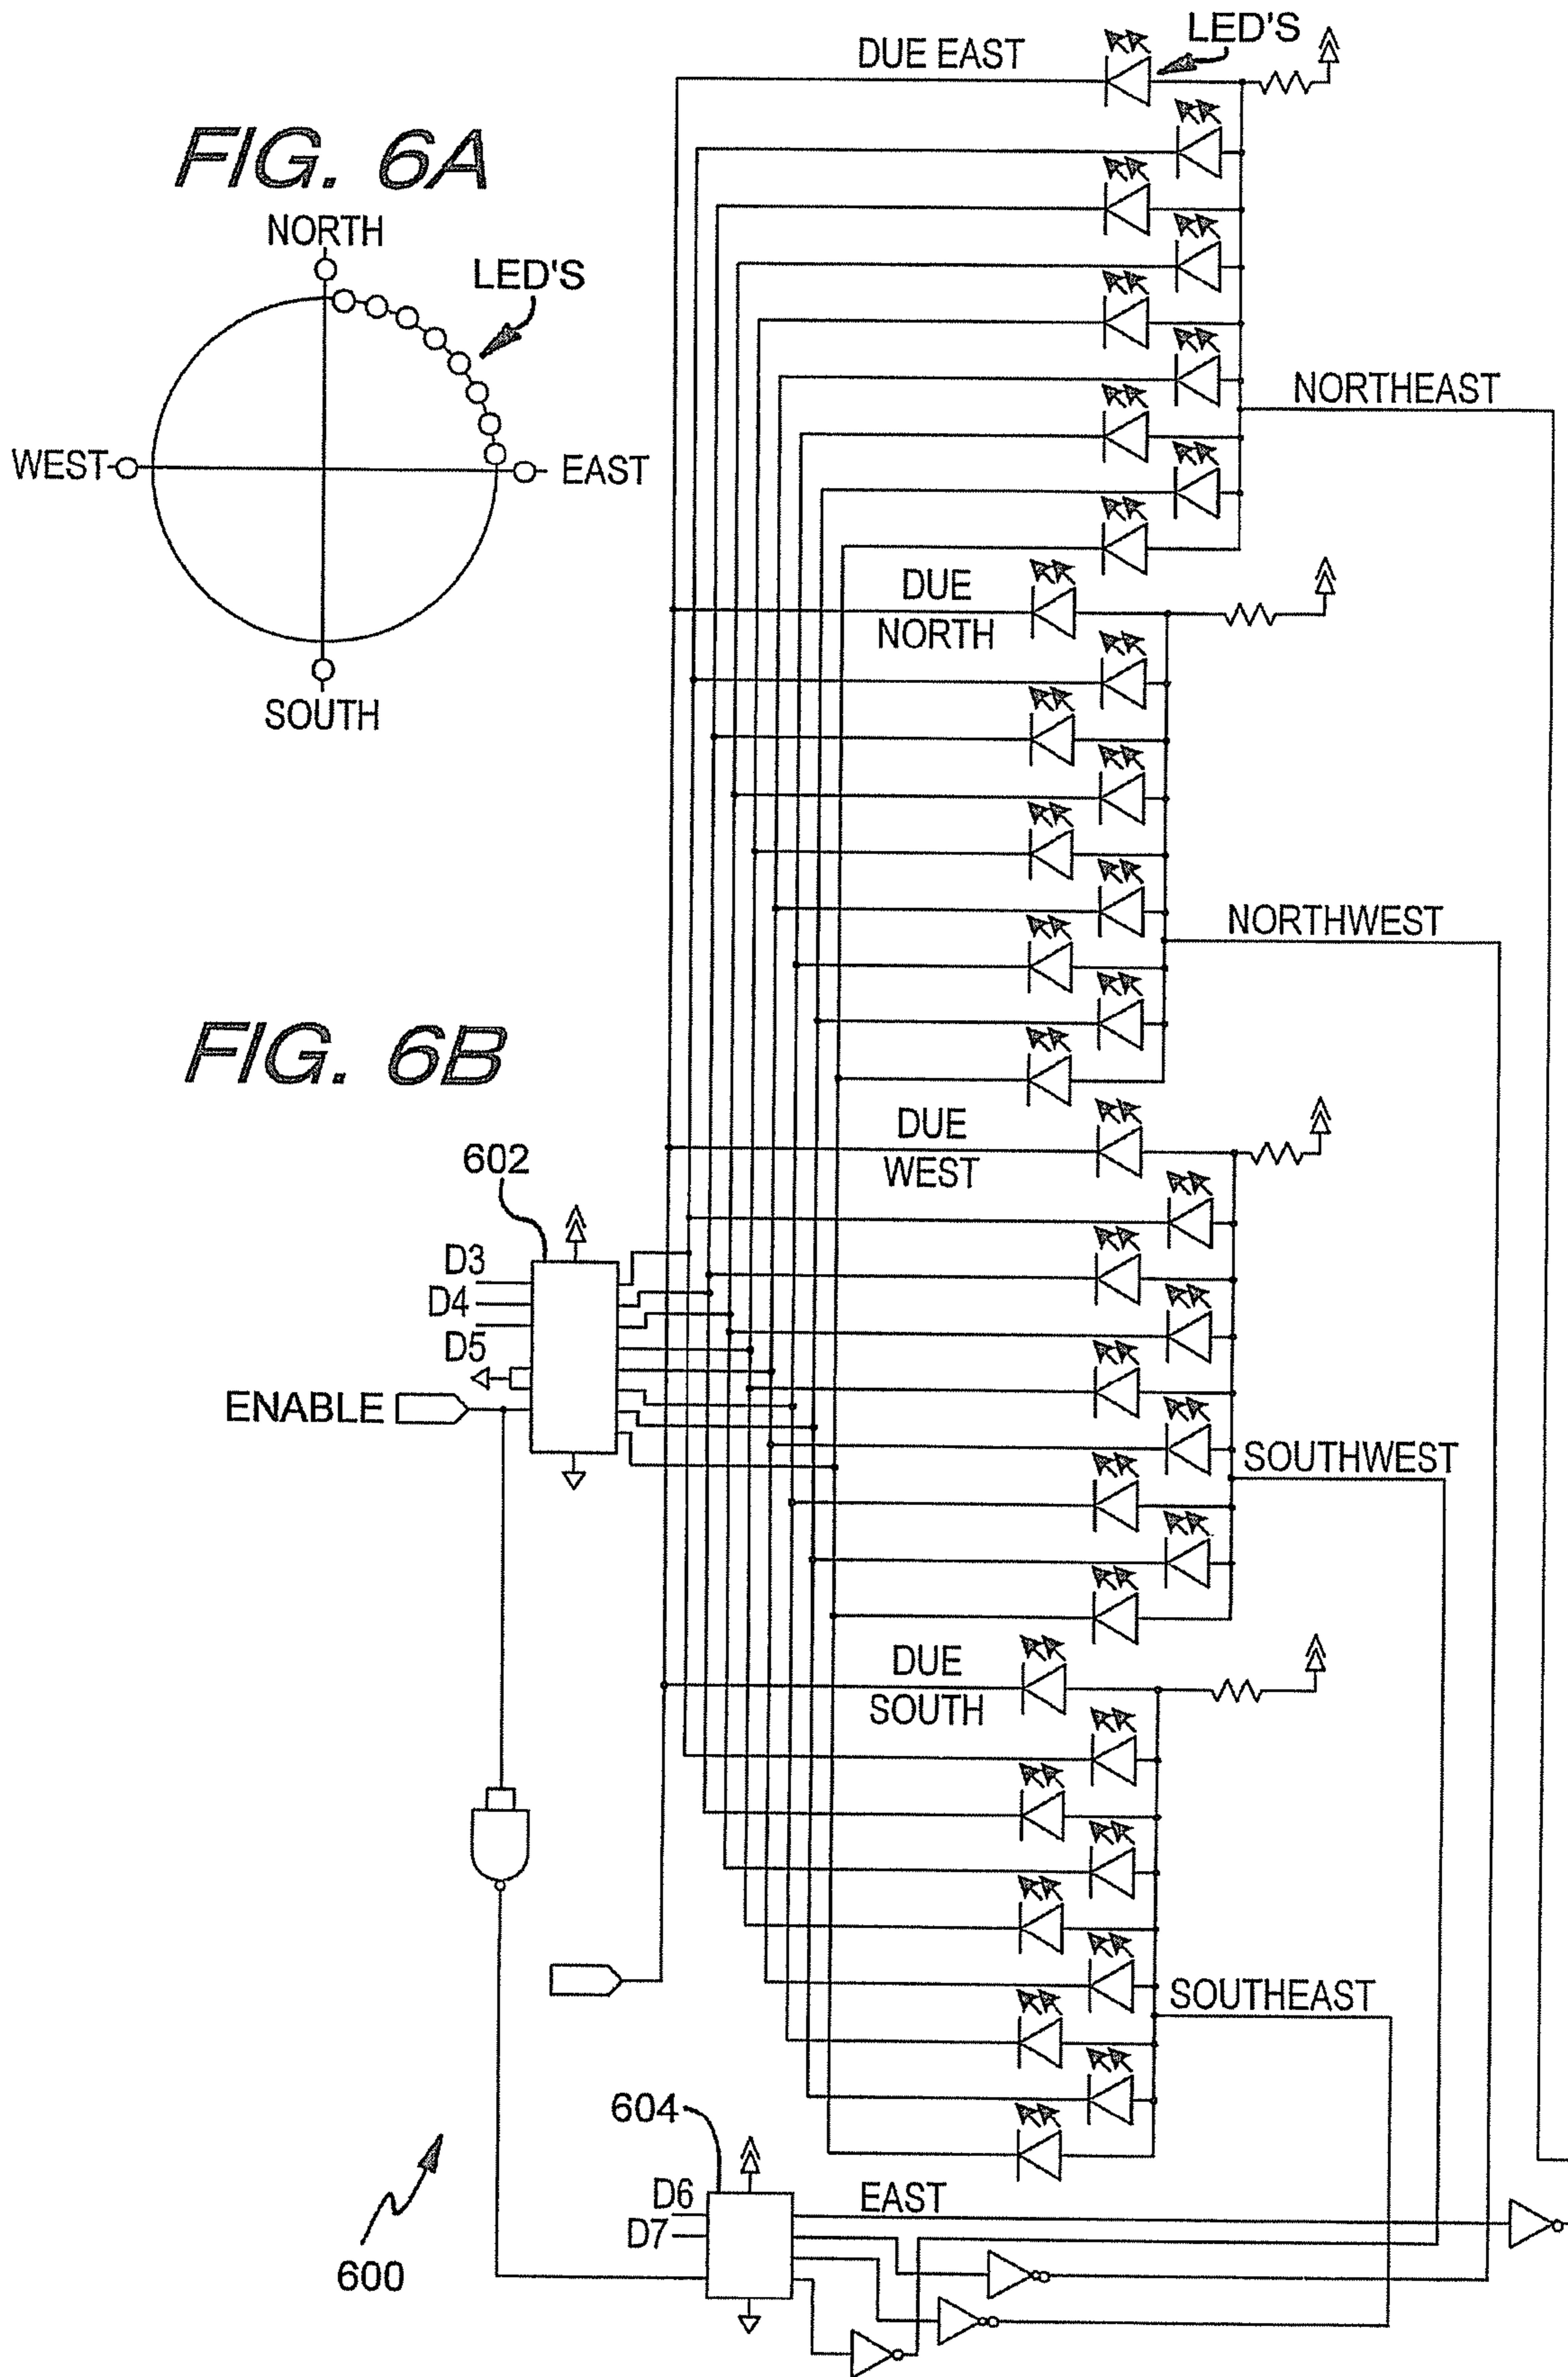 FIG. 6A
NORTH
LED'S
WEST
EAST
SOUTH
FIG. 6B
DUE EAST
LED'S
NORTHEAST
DUE
NORTH
NORTHWEST
DUE
WEST
602
D3
D4
D5
ENABLE
SOUTHWEST
DUE
SOUTH
SOUTHEAST
604
D6
D7
EAST
600